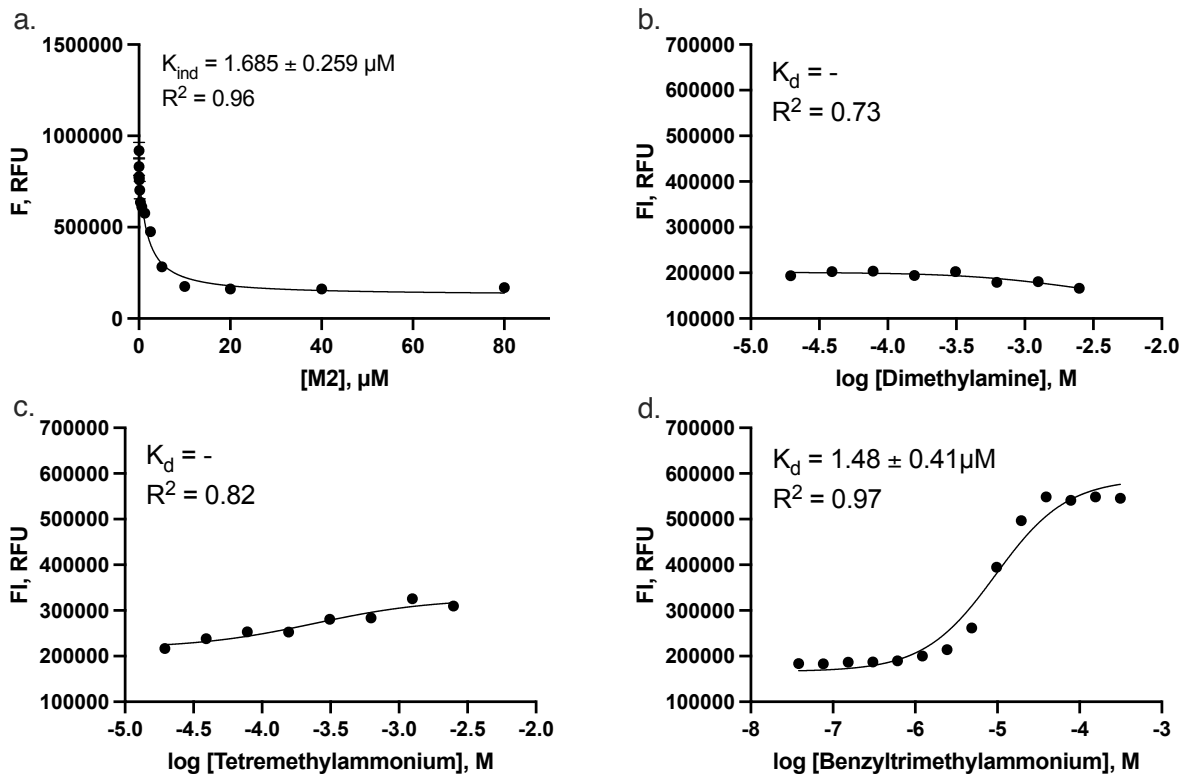 a.
K_ind = 1.685 ± 0.259 µM
R² = 0.96
F, RFU
1500000
1000000
500000
0
0 20 40 60 80
[M2], µM
b.
K_d = -
R² = 0.73
FI, RFU
700000
600000
500000
400000
300000
200000
100000
-5.0 -4.5 -4.0 -3.5 -3.0 -2.5 -2.0
log [Dimethylamine], M
c.
K_d = -
R² = 0.82
FI, RFU
700000
600000
500000
400000
300000
200000
100000
-5.0 -4.5 -4.0 -3.5 -3.0 -2.5 -2.0
log [Tetremethylammonium], M
d.
K_d = 1.48 ± 0.41µM
R² = 0.97
FI, RFU
700000
600000
500000
400000
300000
200000
100000
-8 -7 -6 -5 -4 -3
log [Benzyltrimethylammonium], M